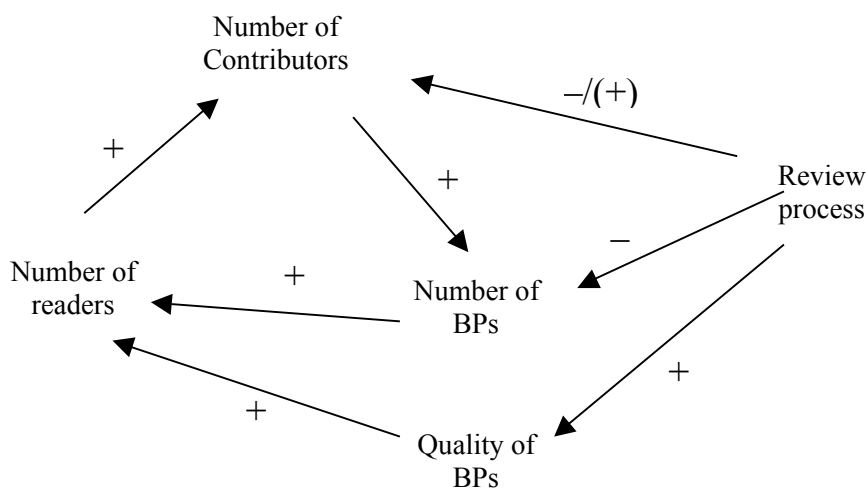 Number of
Contributors
–/(+)
+
+
Review
process
–
Number of
readers
+
Number of
BPs
+
+
Quality of
BPs